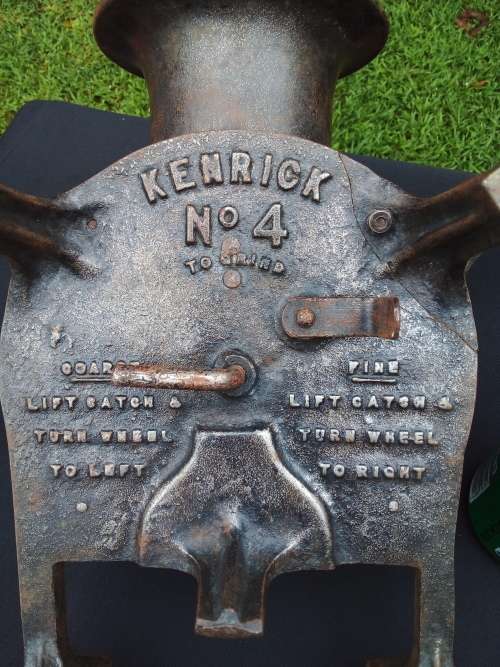 KENRICK
No 4
TO GRIND
COARSE
LIFT CATCH &
TURN WHEEL
TO LEFT
FINE
LIFT CATCH &
TURN WHEEL
TO RIGHT